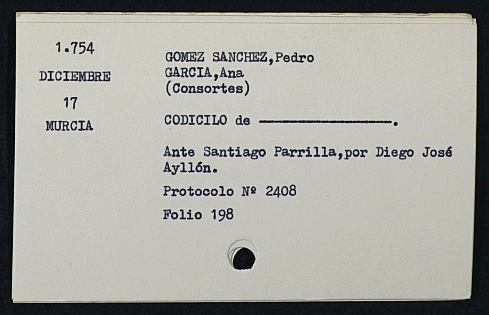 1.754
DICIEMBRE
17
MURCIA
GOMEZ SANCHEZ,Pedro
GARCIA,Ana
(Consortes)
CODICILO de ——————————.
Ante Santiago Parrilla,por Diego José
Ayllón.
Protocolo Nº 2408
Folio 198